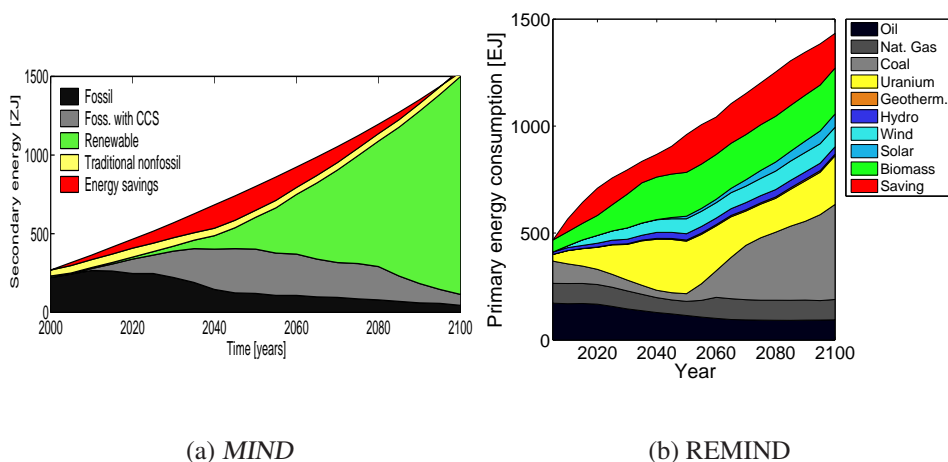 Secondary energy [ZJ]
1500
1000
500
0
Fossil
Foss. with CCS
Renewable
Traditional nonfossil
Energy savings
2000 2020 2040 2060 2080 2100
Time [years]
(a) MIND
Primary energy consumption [EJ]
1500
1000
500
0
2020 2040 2060 2080 2100
Year
Oil
Nat. Gas
Coal
Uranium
Geotherm.
Hydro
Wind
Solar
Biomass
Saving
(b) REMIND